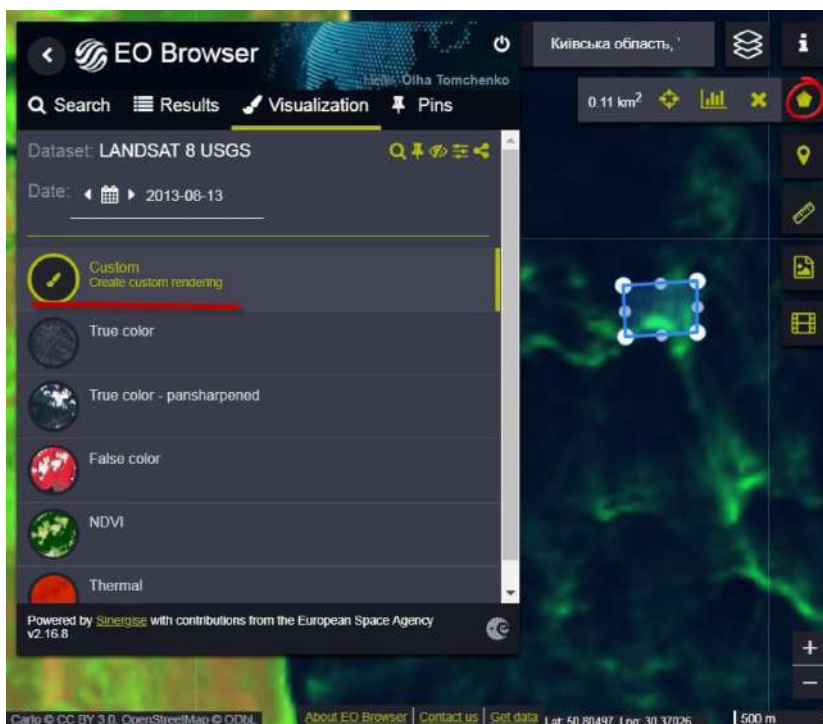 EO Browser
Київська область, '
Olha Tomchenko
Search Results Visualization Pins
0.11 km²
Dataset: LANDSAT 8 USGS
Date: 2013-08-13
Custom
Create custom rendering
True color
True color - pansharpened
False color
NDVI
Thermal
Powered by Sinergise with contributions from the European Space Agency
v2.16.8
Carto © CC BY 3.0, OpenStreetMap © ODbL
About EO Browser Contact us Get data
Lat: 50.80497, Lng: 30.37026
500 m